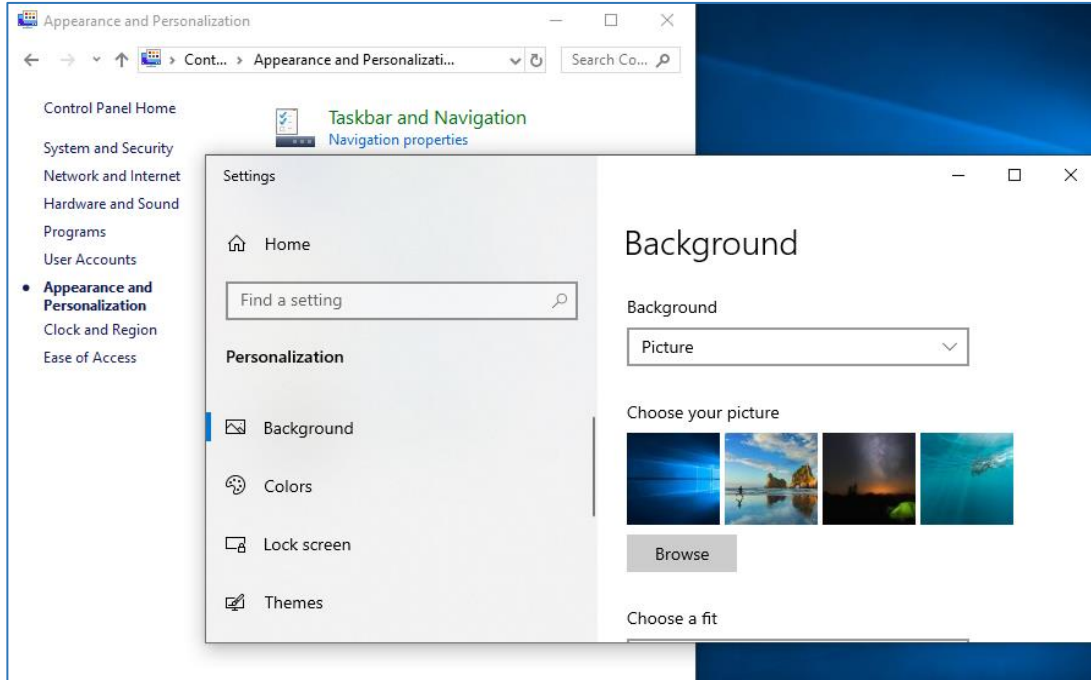 Appearance and Personalization
Cont... > Appearance and Personalizati...
Search Co...
Control Panel Home
System and Security
Network and Internet
Hardware and Sound
Programs
User Accounts
Appearance and
Personalization
Clock and Region
Ease of Access
Taskbar and Navigation
Navigation properties
Settings
Home
Find a setting
Personalization
Background
Colors
Lock screen
Themes
Background
Background
Picture
Choose your picture
Browse
Choose a fit